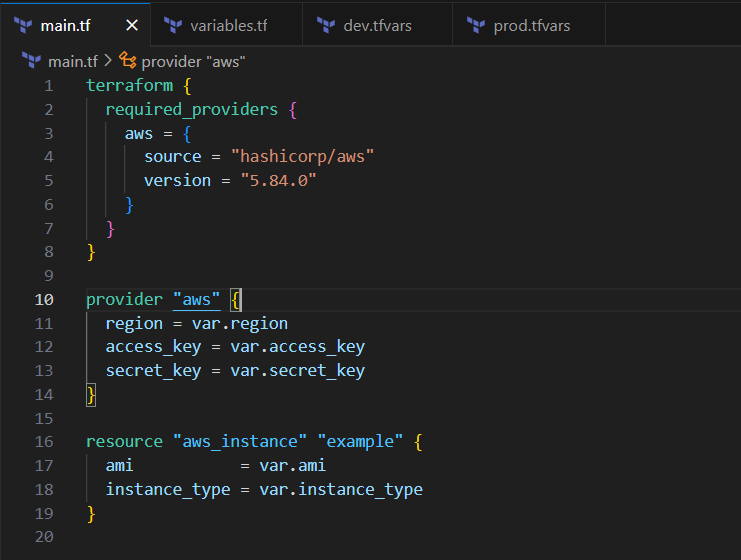 main.tf × variables.tf dev.tfvars prod.tfvars
main.tf > provider "aws"
1 terraform {
2   required_providers {
3     aws = {
4       source = "hashicorp/aws"
5       version = "5.84.0"
6     }
7   }
8 }
9
10 provider "aws" {
11   region = var.region
12   access_key = var.access_key
13   secret_key = var.secret_key
14 }
15
16 resource "aws_instance" "example" {
17   ami           = var.ami
18   instance_type = var.instance_type
19 }
20